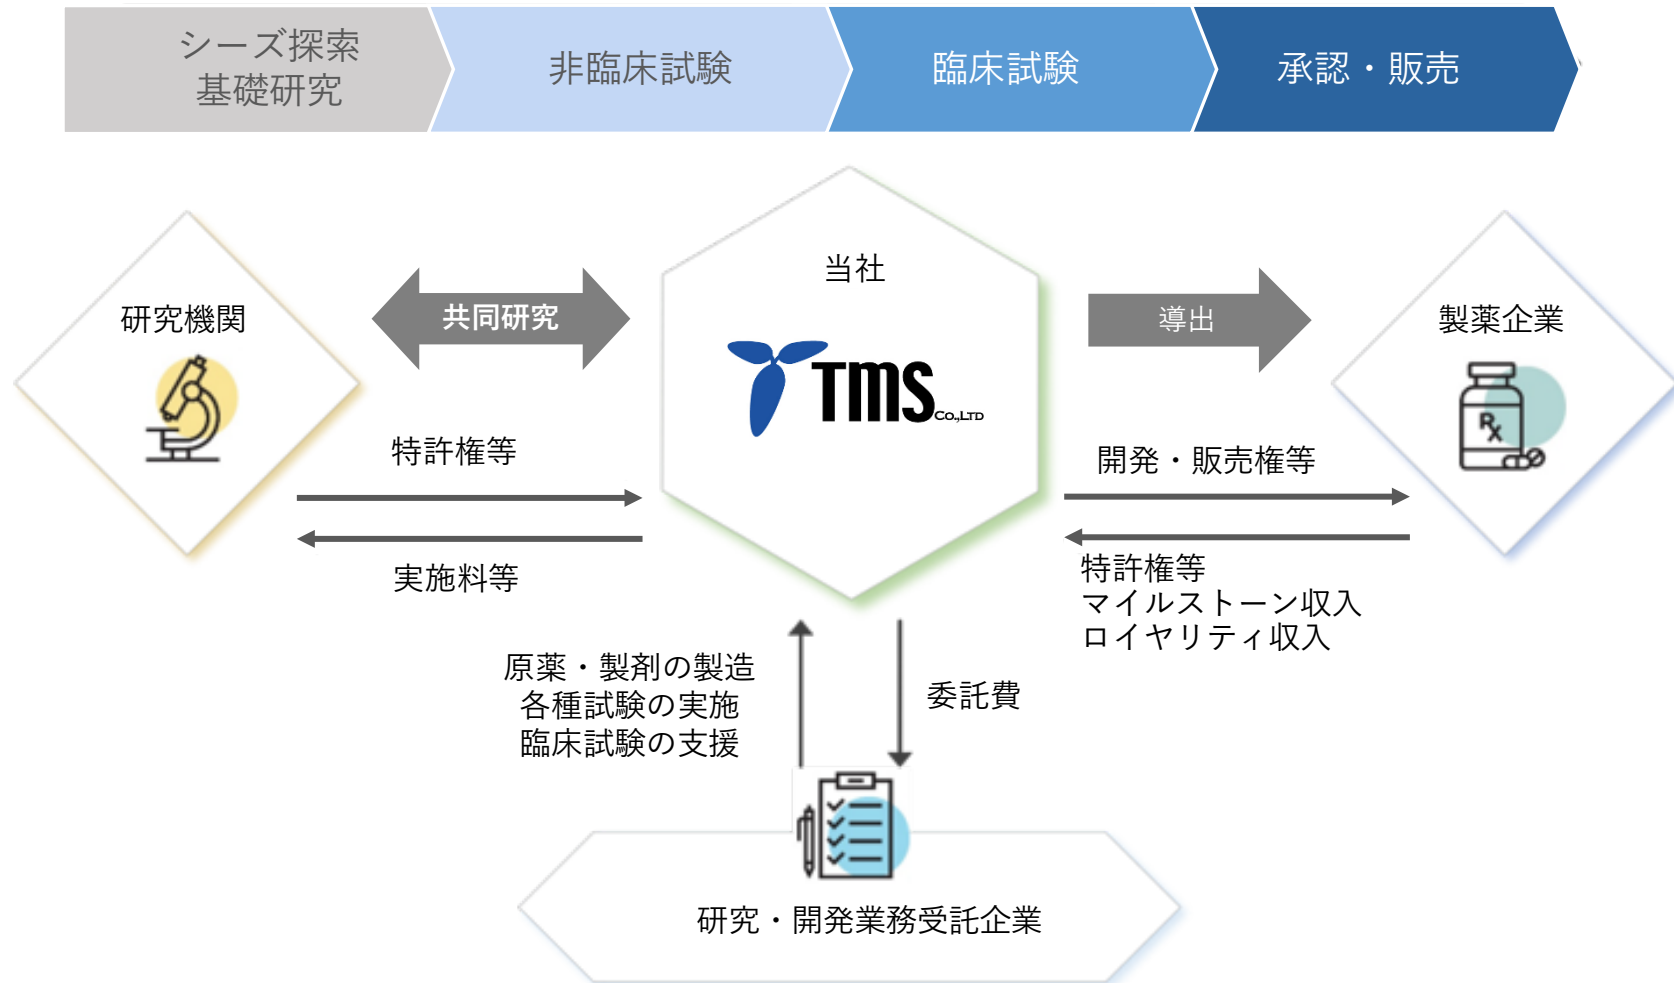 シーズ探索
基礎研究
非臨床試験
臨床試験
承認・販売
当社
研究機関
共同研究
導出
製薬企業
TMS
Co.,LTD
Rx
特許権等
開発・販売権等
実施料等
特許権等
マイルストーン収入
ロイヤリティ収入
原薬・製剤の製造
各種試験の実施
臨床試験の支援
委託費
研究・開発業務受託企業